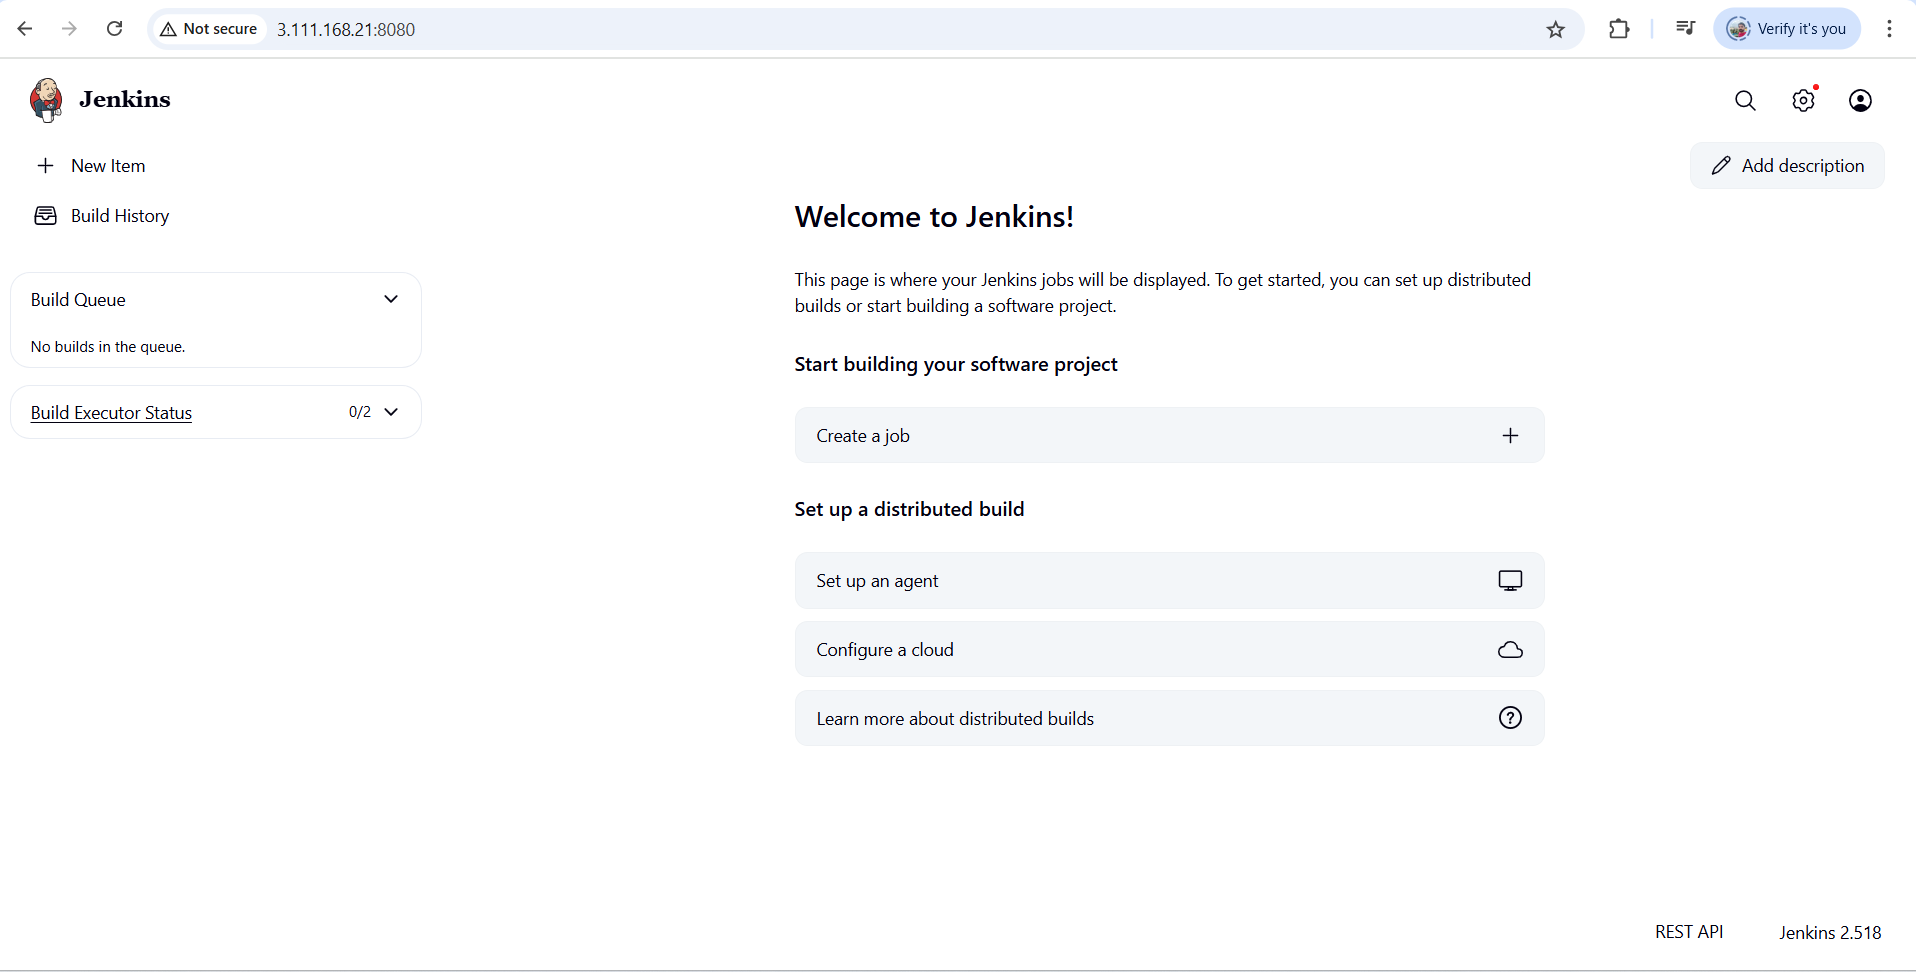 Not secure
3.111.168.21:8080
Verify it's you
Jenkins
New Item
Add description
Build History
Welcome to Jenkins!
This page is where your Jenkins jobs will be displayed. To get started, you can set up distributed
builds or start building a software project.
Build Queue
No builds in the queue.
Start building your software project
Build Executor Status 0/2
Create a job
Set up a distributed build
Set up an agent
Configure a cloud
Learn more about distributed builds
REST API
Jenkins 2.518